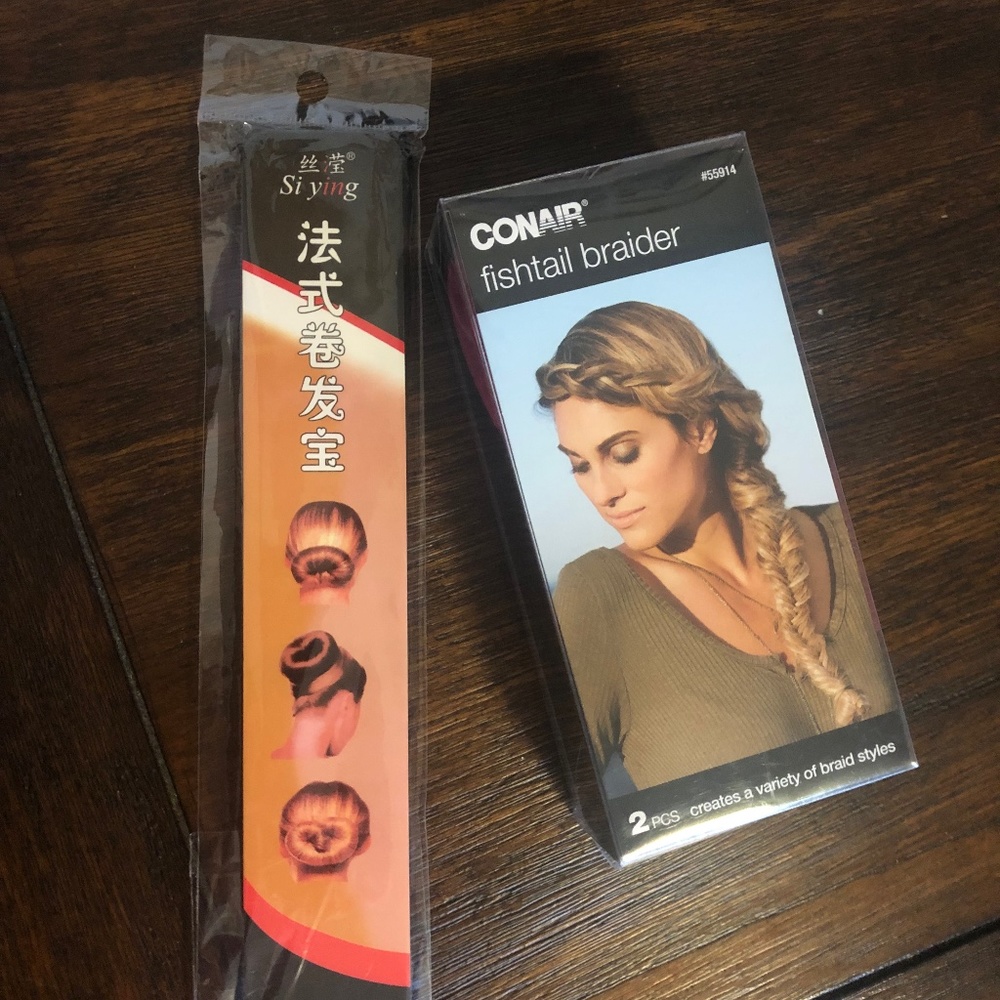 丝滢®
Si ying
法式卷发宝
#55914
CONAIR®
fishtail braider
2 PCS creates a variety of braid styles